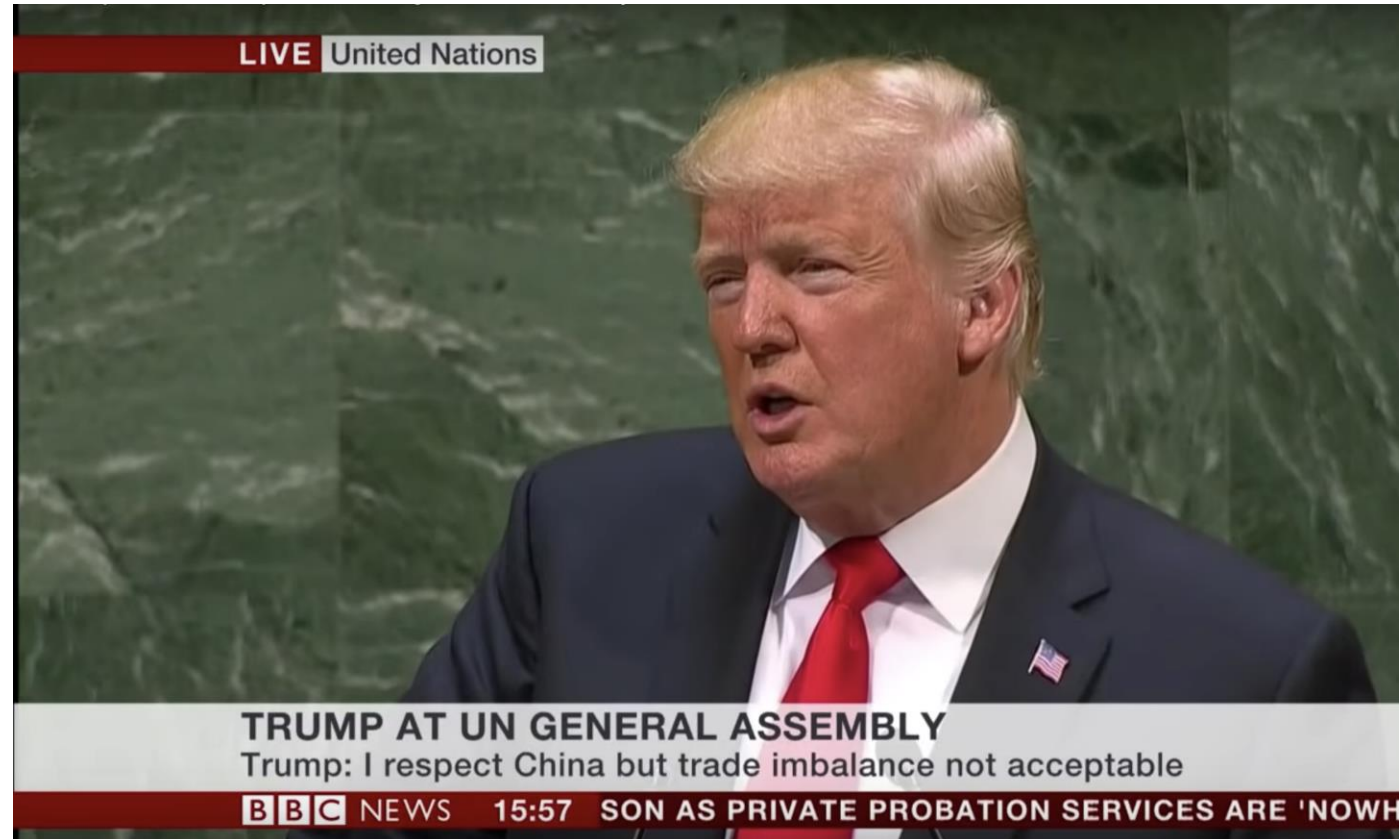 LIVE United Nations
TRUMP AT UN GENERAL ASSEMBLY
Trump: I respect China but trade imbalance not acceptable
BBC NEWS 15:57 SON AS PRIVATE PROBATION SERVICES ARE 'NOWH